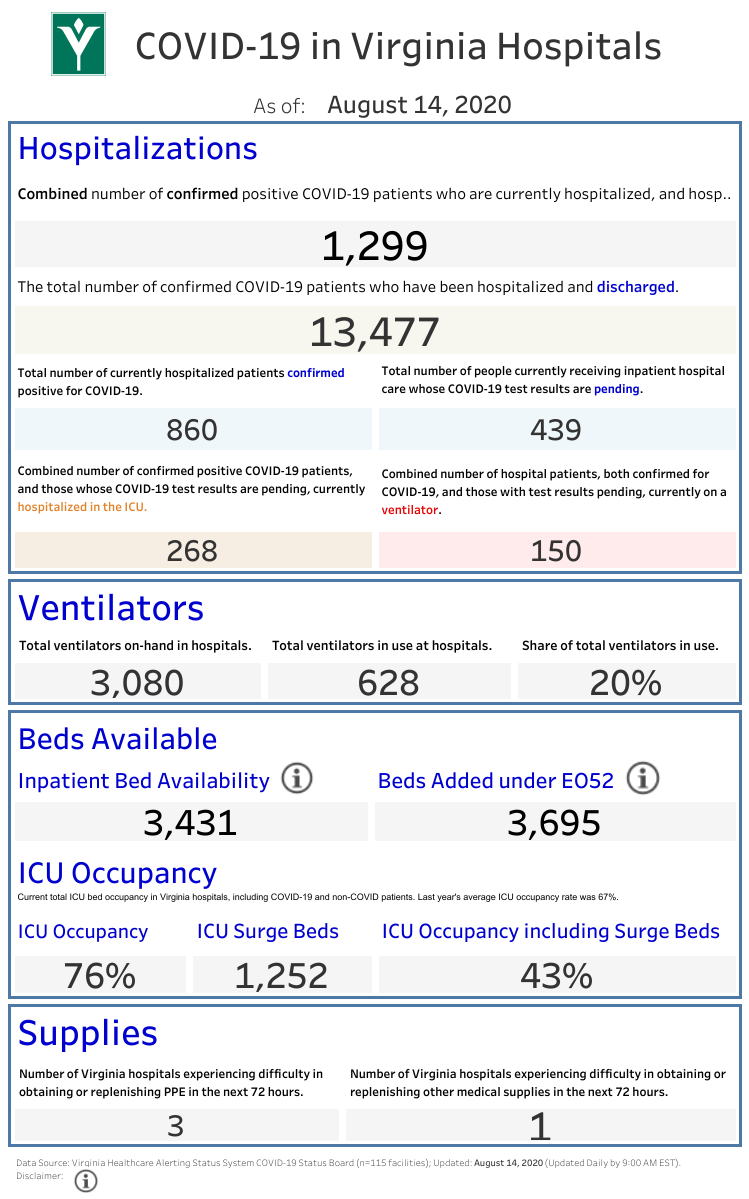 COVID-19 in Virginia Hospitals
As of: August 14, 2020
Hospitalizations
Combined number of confirmed positive COVID-19 patients who are currently hospitalized, and hosp..
1,299
The total number of confirmed COVID-19 patients who have been hospitalized and discharged.
13,477
Total number of currently hospitalized patients confirmed
positive for COVID-19.
Total number of people currently receiving inpatient hospital
care whose COVID-19 test results are pending.
860
439
Combined number of confirmed positive COVID-19 patients,
and those whose COVID-19 test results are pending, currently
hospitalized in the ICU.
Combined number of hospital patients, both confirmed for
COVID-19, and those with test results pending, currently on a
ventilator.
268
150
Ventilators
Total ventilators on-hand in hospitals.
Total ventilators in use at hospitals.
Share of total ventilators in use.
3,080
628
20%
Beds Available
Inpatient Bed Availability
Beds Added under EO52
3,431
3,695
ICU Occupancy
Current total ICU bed occupancy in Virginia hospitals, including COVID-19 and non-COVID patients. Last year's average ICU occupancy rate was 67%.
ICU Occupancy
ICU Surge Beds
ICU Occupancy including Surge Beds
76%
1,252
43%
Supplies
Number of Virginia hospitals experiencing difficulty in
obtaining or replenishing PPE in the next 72 hours.
Number of Virginia hospitals experiencing difficulty in obtaining or
replenishing other medical supplies in the next 72 hours.
3
1
Data Source: Virginia Healthcare Alerting Status System COVID-19 Status Board (n=115 facilities); Updated: August 14, 2020 (Updated Daily by 9:00 AM EST).
Disclaimer: